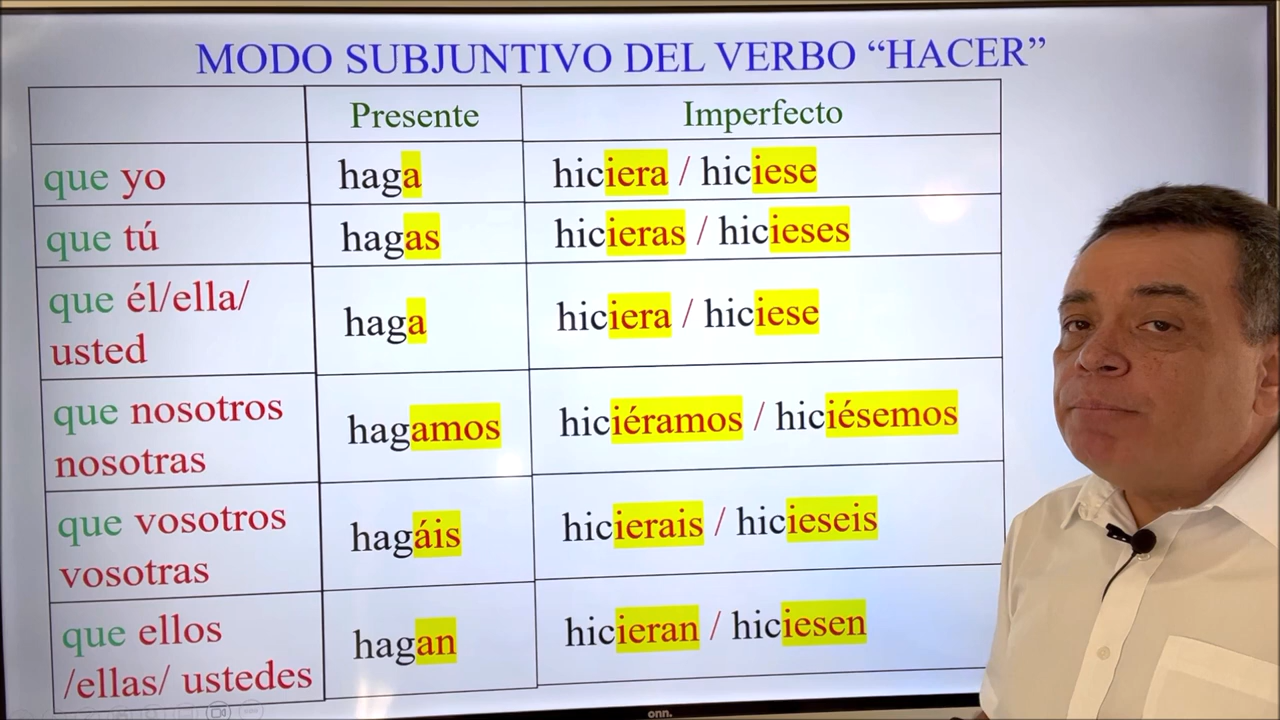 MODO SUBJUNTIVO DEL VERBO “HACER”
Presente Imperfecto
que yo haga hiciera / hiciese
que tú hagas hicieras / hicieses
que él/ella/
usted haga hiciera / hiciese
que nosotros
nosotras hagamos hiciéramos / hiciésemos
que vosotros
vosotras hagáis hicierais / hicieseis
que ellos
/ellas/ ustedes hagan hicieran / hiciesen
onn.